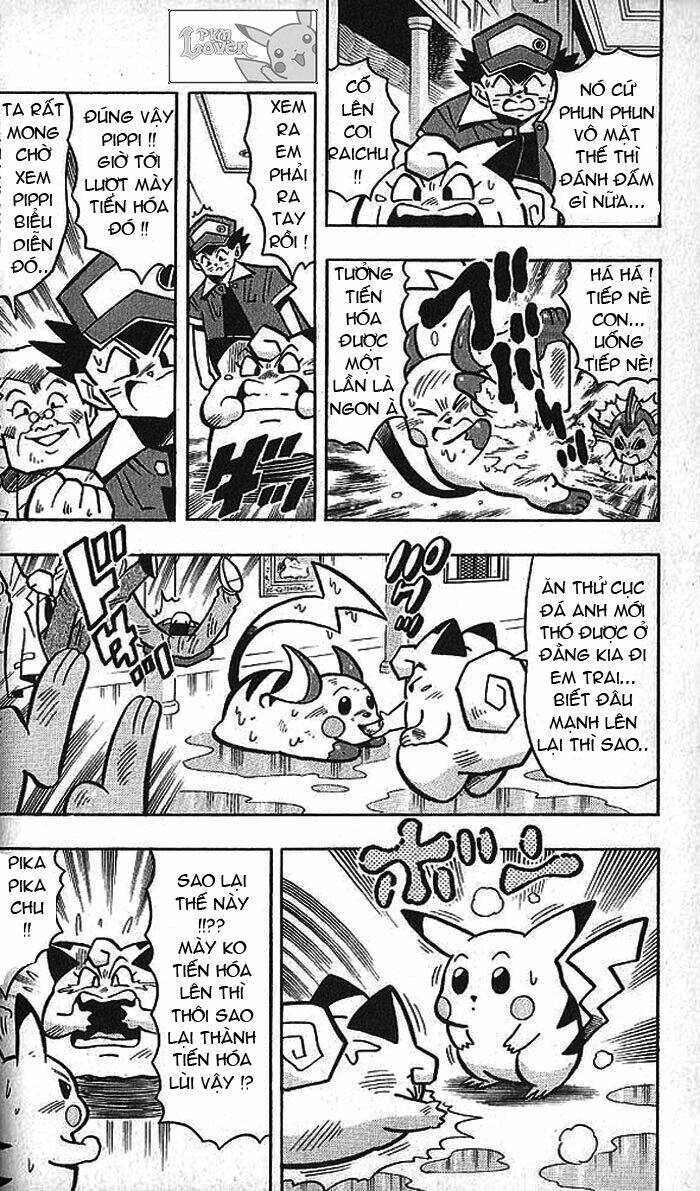 PKM
LOVER
NÓ CỨ
PHUN PHUN
VÔ MẶT
THẾ THÌ
ĐÁNH ĐẤM
GÌ NỮA...
CỐ
LÊN
COI
RAICHU
!!
HÁ HÁ !
TIẾP NÈ
CON...
UỐNG
TIẾP NÈ!
TƯỞNG
TIẾN
HÓA
ĐƯỢC
MỘT
LẦN LÀ
NGON À
XEM
RA
EM
PHẢI
RA
TAY
RỒI !
ĐÚNG VẬY
PIPPI !!
GIỜ TỚI
LƯỢT MÀY
TIẾN HÓA
ĐÓ !!
TA RẤT
MONG
CHỜ
XEM
PIPPI
BIỂU
DIỄN
ĐÓ...
ĂN THỬ CỤC
ĐÁ ANH MỚI
THÓ ĐƯỢC Ở
ĐẰNG KIA ĐI
EM TRAI...
BIẾT ĐÂU
MẠNH LÊN
LẠI THÌ SAO..
ボン
SAO LẠI
THẾ NÀY
!!??
MÀY KO
TIẾN HÓA
LÊN THÌ
THÔI SAO
LẠI THÀNH
TIẾN HÓA
LÙI VẬY !?
PIKA
PIKA
CHU
!!